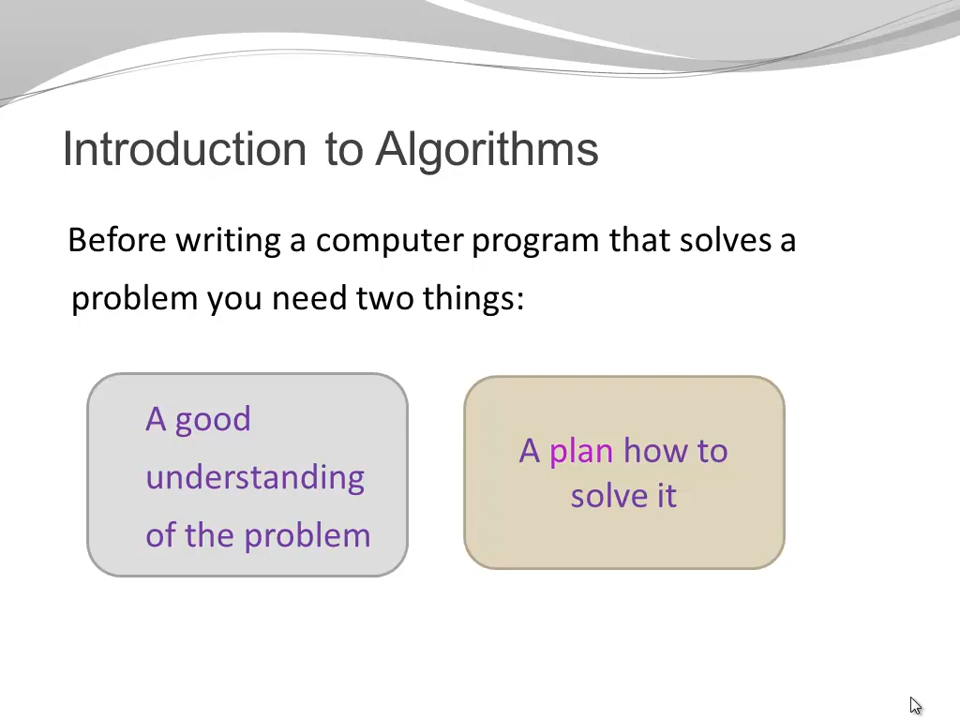 Introduction to Algorithms
Before writing a computer program that solves a
problem you need two things:
A good
understanding
of the problem
A plan how to
solve it